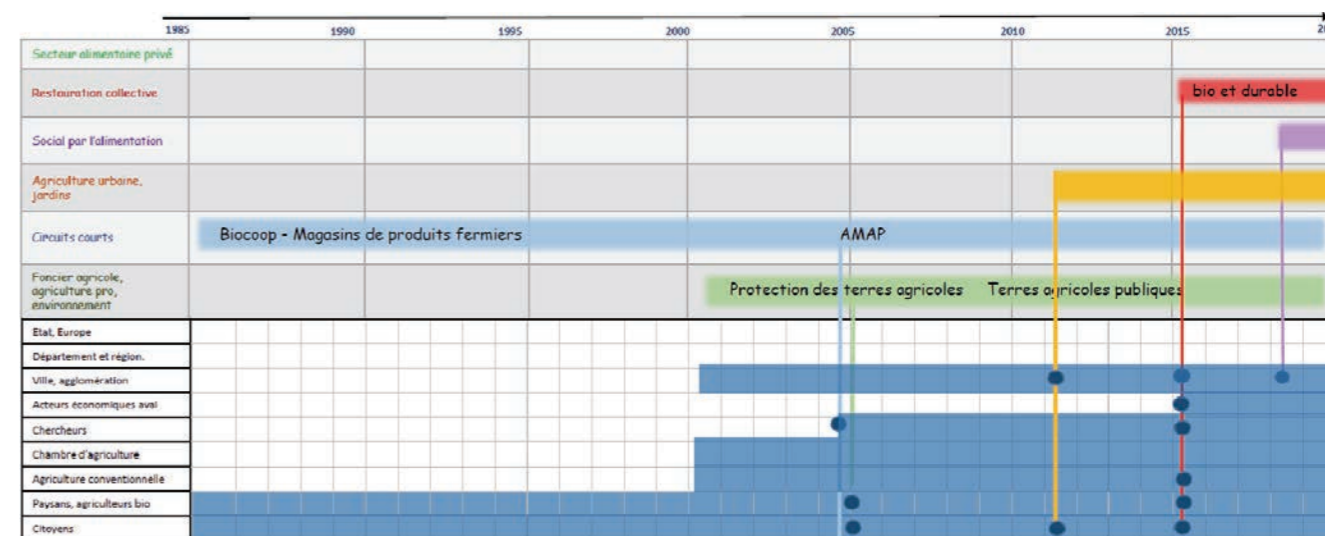 1985 1990 1995 2000 2005 2010 2015
Secteur alimentaire privé
Restauration collective
bio et durable
Social par l'alimentation
Agriculture urbaine,
jardins
Circuits courts
Biocoop - Magasins de produits fermiers
AMAP
Foncier agricole,
agriculture pro,
environnement
Protection des terres agricoles
Terres agricoles publiques
Etat, Europe
Département et région.
Ville, agglomération
Acteurs économiques aval
Chercheurs
Chambre d'agriculture
Agriculture conventionnelle
Paysans, agriculteurs bio
Citoyens